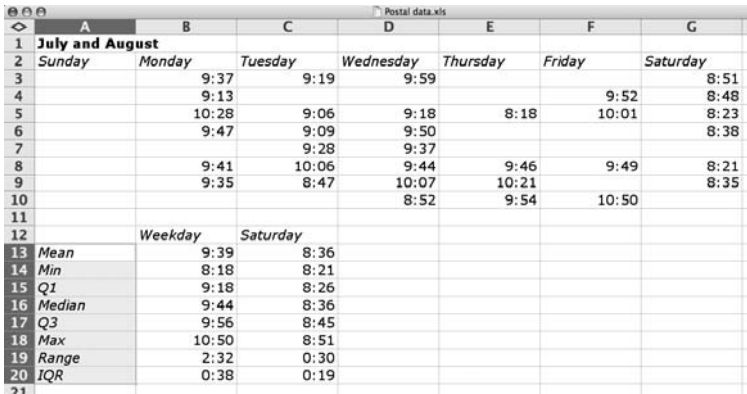 Postal data.xls
A B C D E F G
1 July and August
2 Sunday Monday Tuesday Wednesday Thursday Friday Saturday
3 9:37 9:19 9:59 8:51
4 9:13 9:52 8:48
5 10:28 9:06 9:18 8:18 10:01 8:23
6 9:47 9:09 9:50 8:38
7 9:28 9:37
8 9:41 10:06 9:44 9:46 9:49 8:21
9 9:35 8:47 10:07 10:21 8:35
10 8:52 9:54 10:50
11
12 Weekday Saturday
13 Mean 9:39 8:36
14 Min 8:18 8:21
15 Q1 9:18 8:26
16 Median 9:44 8:36
17 Q3 9:56 8:45
18 Max 10:50 8:51
19 Range 2:32 0:30
20 IQR 0:38 0:19
21